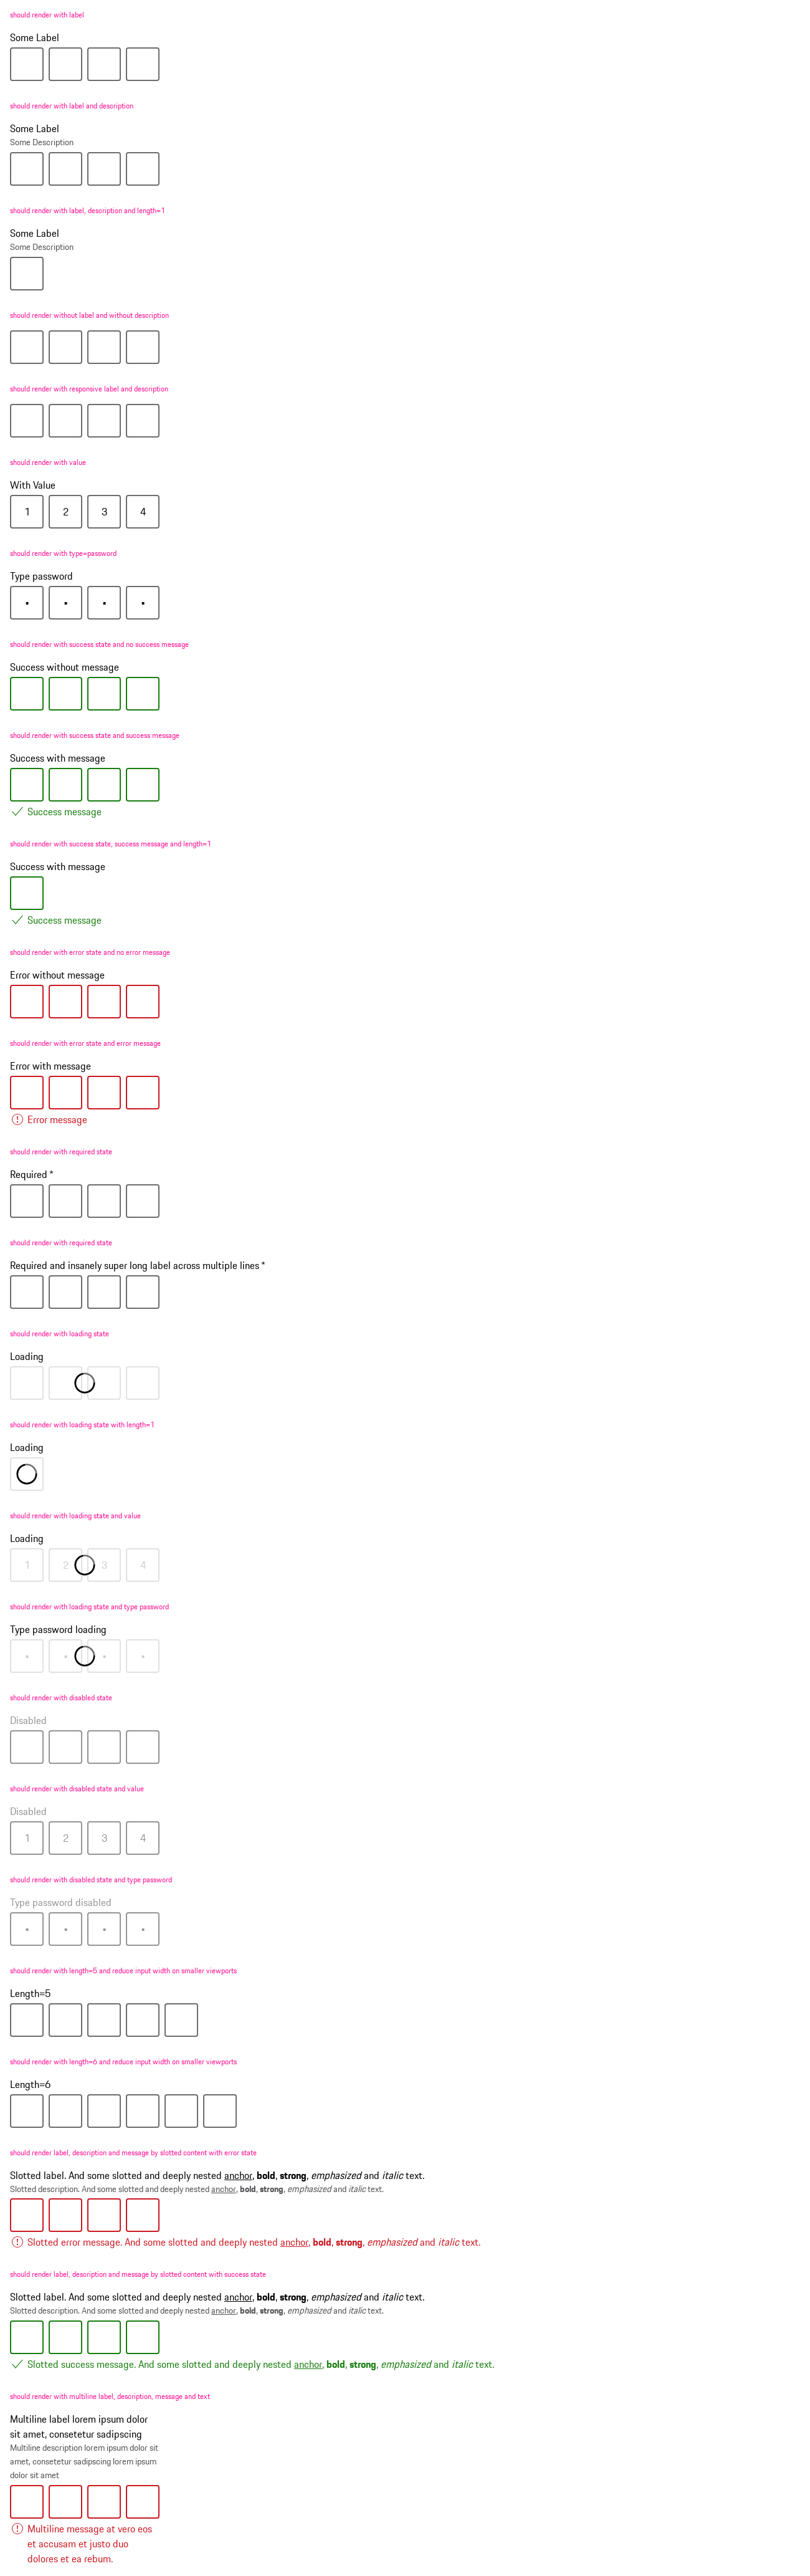 should render with label
Some Label
should render with label and description
Some Label
Some Description
should render with label, description and length=1
Some Label
Some Description
should render without label and without description
should render with responsive label and description
should render with value
With Value
1 2 3 4
should render with type=password
Type password
should render with success state and no success message
Success without message
should render with success state and success message
Success with message
Success message
should render with success state, success message and length=1
Success with message
Success message
should render with error state and no error message
Error without message
should render with error state and error message
Error with message
Error message
should render with required state
Required *
should render with required state
Required and insanely super long label across multiple lines *
should render with loading state
Loading
should render with loading state with length=1
Loading
should render with loading state and value
Loading
1 2 3 4
should render with loading state and type password
Type password loading
should render with disabled state
Disabled
should render with disabled state and value
Disabled
1 2 3 4
should render with disabled state and type password
Type password disabled
should render with length=5 and reduce input width on smaller viewports
Length=5
should render with length=6 and reduce input width on smaller viewports
Length=6
should render label, description and message by slotted content with error state
Slotted label. And some slotted and deeply nested anchor, bold, strong, emphasized and italic text.
Slotted description. And some slotted and deeply nested anchor, bold, strong, emphasized and italic text.
Slotted error message. And some slotted and deeply nested anchor, bold, strong, emphasized and italic text.
should render label, description and message by slotted content with success state
Slotted label. And some slotted and deeply nested anchor, bold, strong, emphasized and italic text.
Slotted description. And some slotted and deeply nested anchor, bold, strong, emphasized and italic text.
Slotted success message. And some slotted and deeply nested anchor, bold, strong, emphasized and italic text.
should render with multiline label, description, message and text
Multiline label lorem ipsum dolor
sit amet, consetetur sadipscing
Multiline description lorem ipsum dolor sit
amet, consetetur sadipscing lorem ipsum
dolor sit amet
Multiline message at vero eos
et accusam et justo duo
dolores et ea rebum.